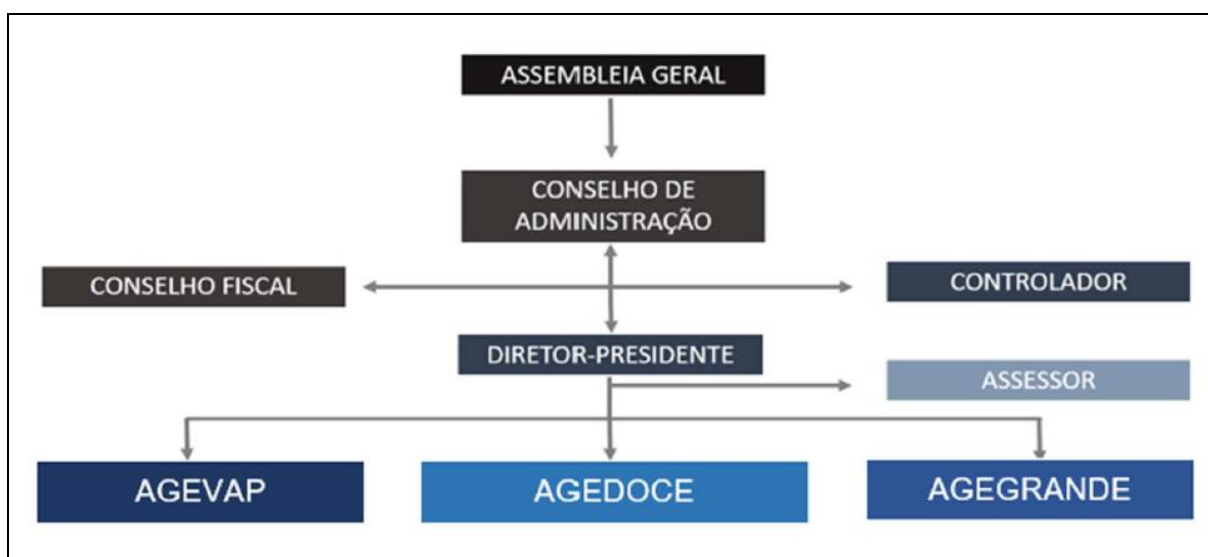 ASSEMBLEIA GERAL
CONSELHO DE
ADMINISTRAÇÃO
CONSELHO FISCAL
CONTROLADOR
DIRETOR-PRESIDENTE
ASSESSOR
AGEVAP
AGEDOCE
AGEGRANDE